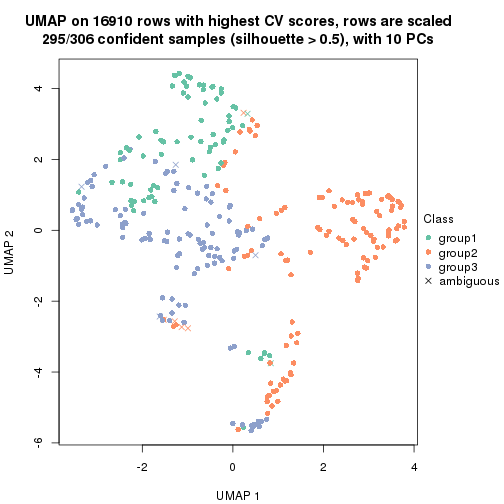 UMAP on 16910 rows with highest CV scores, rows are scaled
295/306 confident samples (silhouette > 0.5), with 10 PCs
4
2
0
-2
-4
-6
UMAP 2
-2
0
2
4
UMAP 1
Class
group1
group2
group3
ambiguous